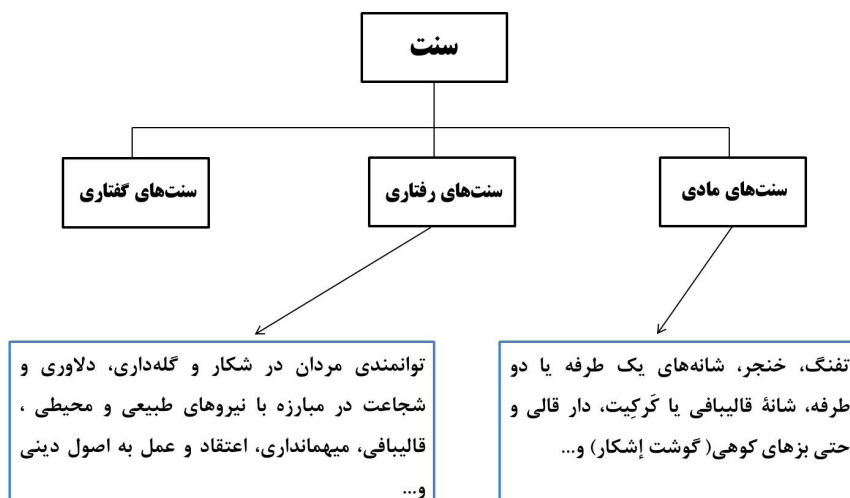 سنت
سنت‌های مادی
سنت‌های رفتاری
سنت‌های گفتاری
تفنگ، خنجر، شانه‌های یک طرفه یا دو
طرفه، شانهٔ قالیبافی یا کَرکِیت، دار قالی و
حتی بزهای کوهی( گوشت إشکار) و...
توانمندی مردان در شکار و گله‌داری، دلاوری و
شجاعت در مبارزه با نیروهای طبیعی و محیطی ،
قالیبافی، میهمانداری، اعتقاد و عمل به اصول دینی
و...